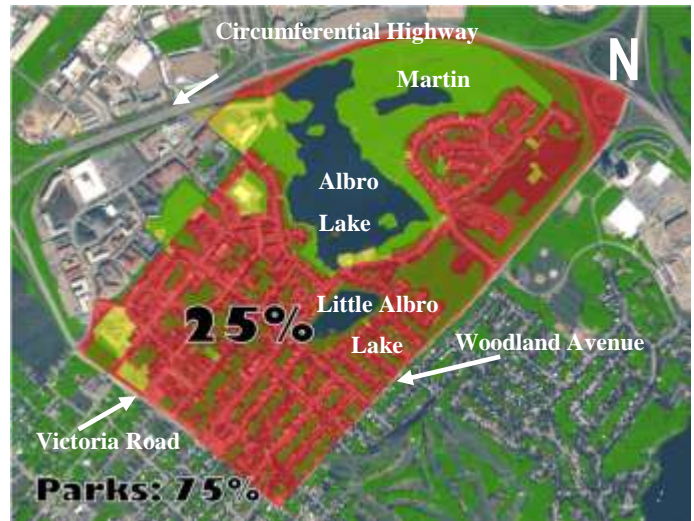 Circumferential Highway
N
Martin
Albro
Lake
Little Albro
25%
Lake
Woodland Avenue
Victoria Road
Parks: 75%